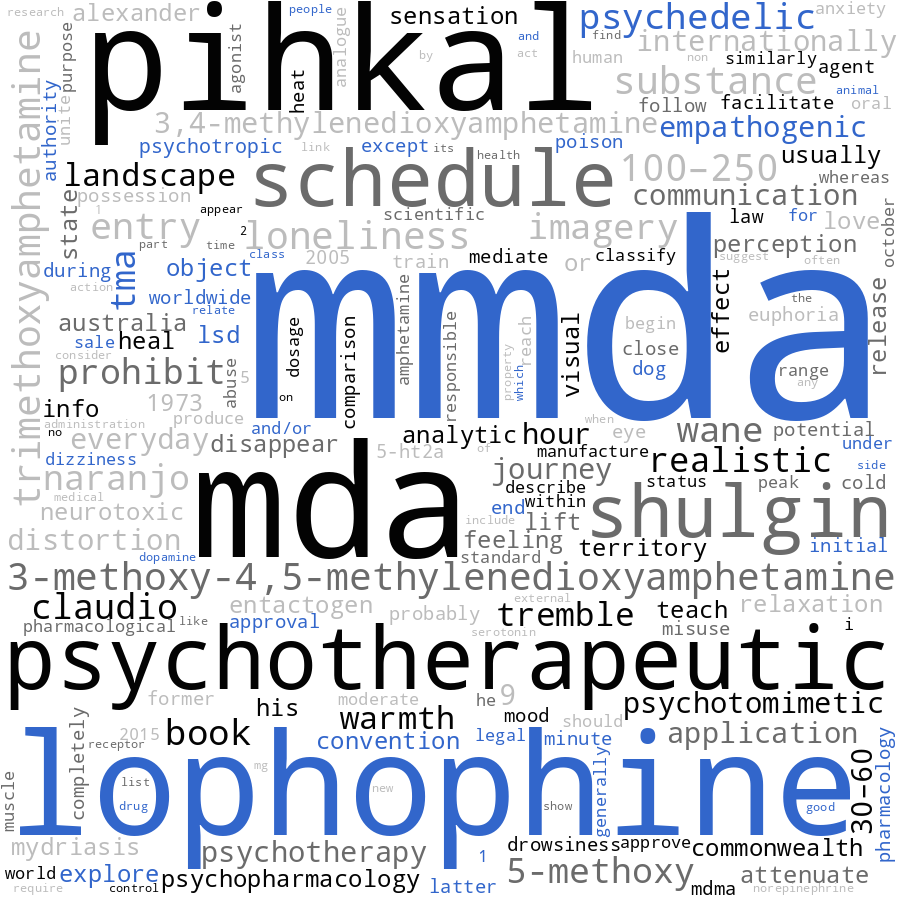 research
alexander
people
sensation
psychedelic
anxiety
pihkal
and
find
internationally
by
act
human
non
similarly
agent
substance
animal
purpose
agonist
analogue
heat
authority
unite
follow
facilitate
oral
3,4-methylenedioxyamphetamine
empathogenic
psychotropic
link
except
its
health
poison
usually
landscape
schedule
100–250
whereas
possession
communication
state
1
appear
scientific
law
for
love
october
entry
2
loneliness
imagery
part
time
class
mediate
or
classify
perception
suggest
often
during
tma
object
2005
train
action
worldwide
relate
mmda
effect
the
euphoria
release
australia
lsd
dosage
comparison
amphetamine
responsible
reach
visual
begin
sale
heal
consider
close
prohibit
abuse
5
property
which
dog
range
any
trimethoxyamphetamine
info
1973
on
produce
administration
and/or
when
no
everyday
disappear
analytic
hour
eye
wane
potential
dizziness
5-ht2a
of
manufacture
under
naranjo
journey
realistic
side
medical
mda
describe
status
peak
cold
neurotoxic
end
within
include
lift
shulgin
distortion
feeling
dopamine
standard
territory
initial
3-methoxy-4,5-methylenedioxyamphetamine
claudio
entactogen
external
probably
tremble
teach
relaxation
pharmacological
like
approval
serotonin
misuse
i
psychotherapeutic
former
moderate
he
9
psychotomimetic
his
warmth
mood
should
2015
book
convention
legal
minute
application
completely
receptor
lophophine
mg
generally
30–60
pharmacology
muscle
list
new
drug
show
good
mydriasis
psychotherapy
1
drowsiness
approve
commonwealth
world
explore
psychopharmacology
latter
5-methoxy
attenuate
require
control
mdma
norepinephrine